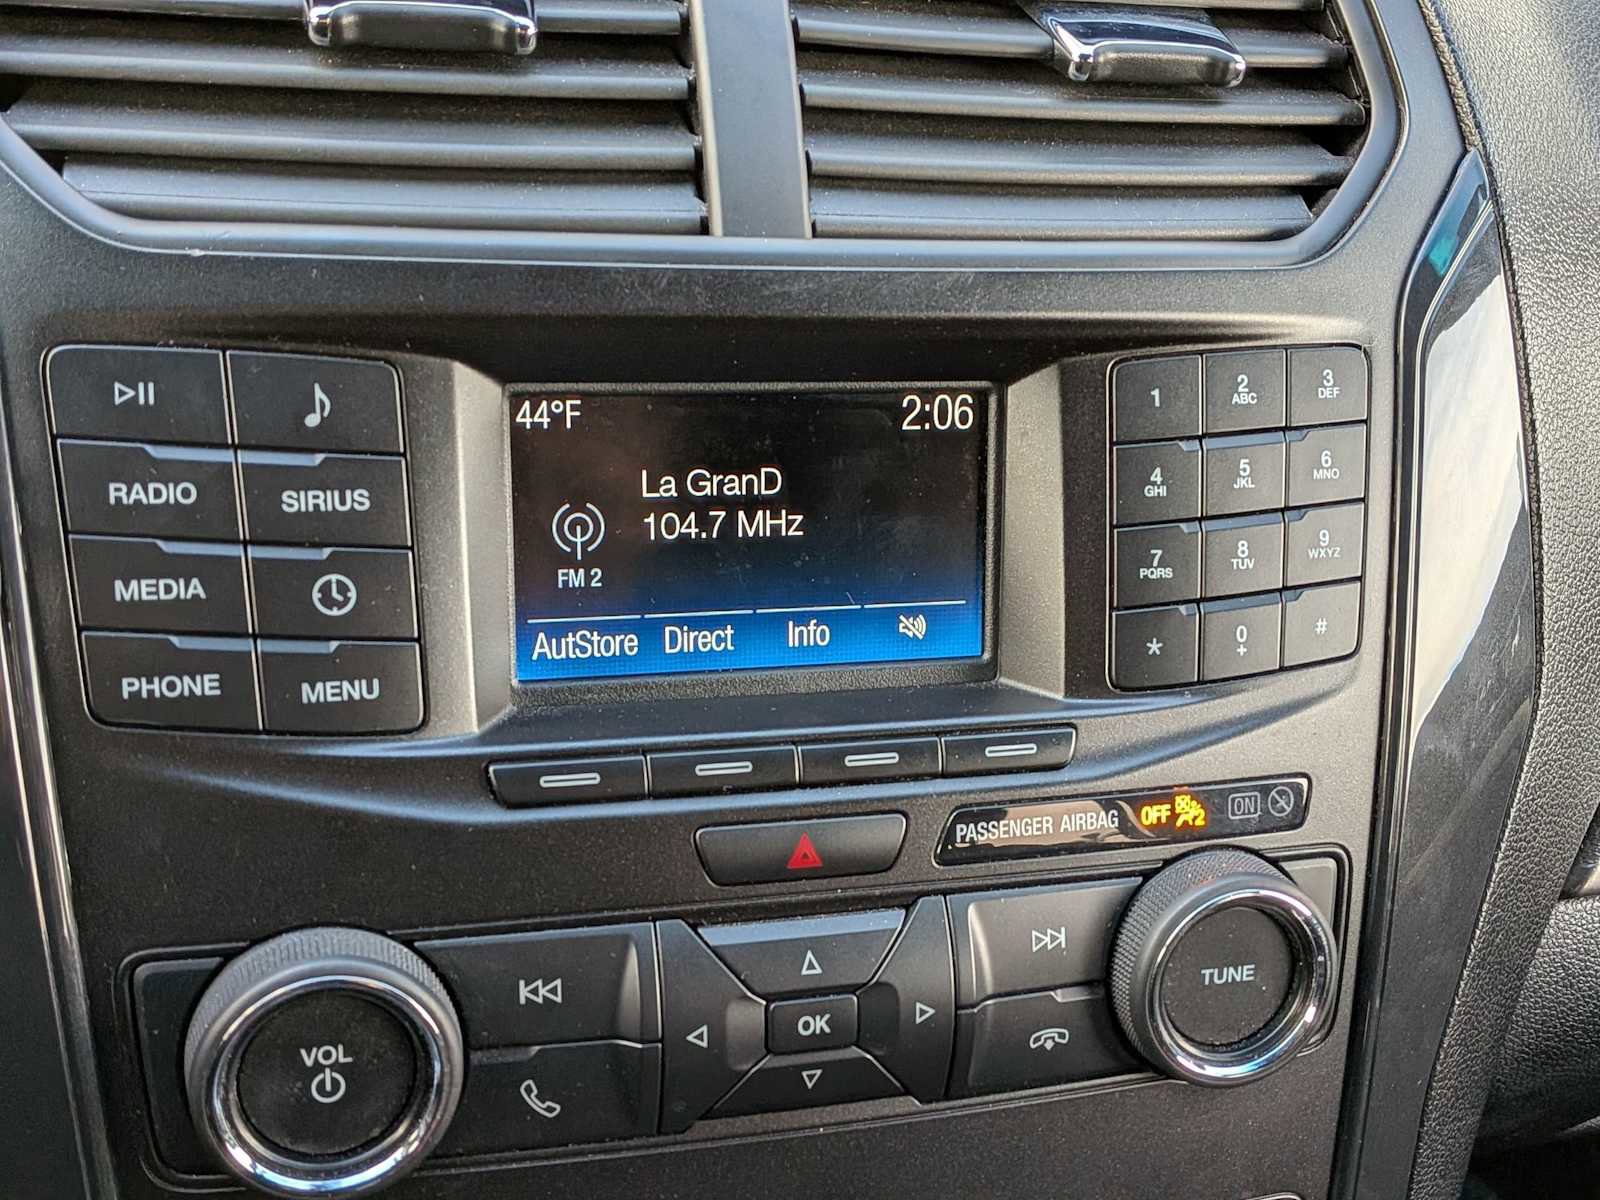 44°F
2:06
La GranD
104.7 MHz
FM 2
AutStore Direct Info
RADIO
SIRIUS
MEDIA
PHONE
MENU
1
2
ABC
3
DEF
4
GHI
5
JKL
6
MNO
7
PQRS
8
TUV
9
WXYZ
*
0
+
#
PASSENGER AIRBAG OFF 2 ON
VOL
OK
TUNE